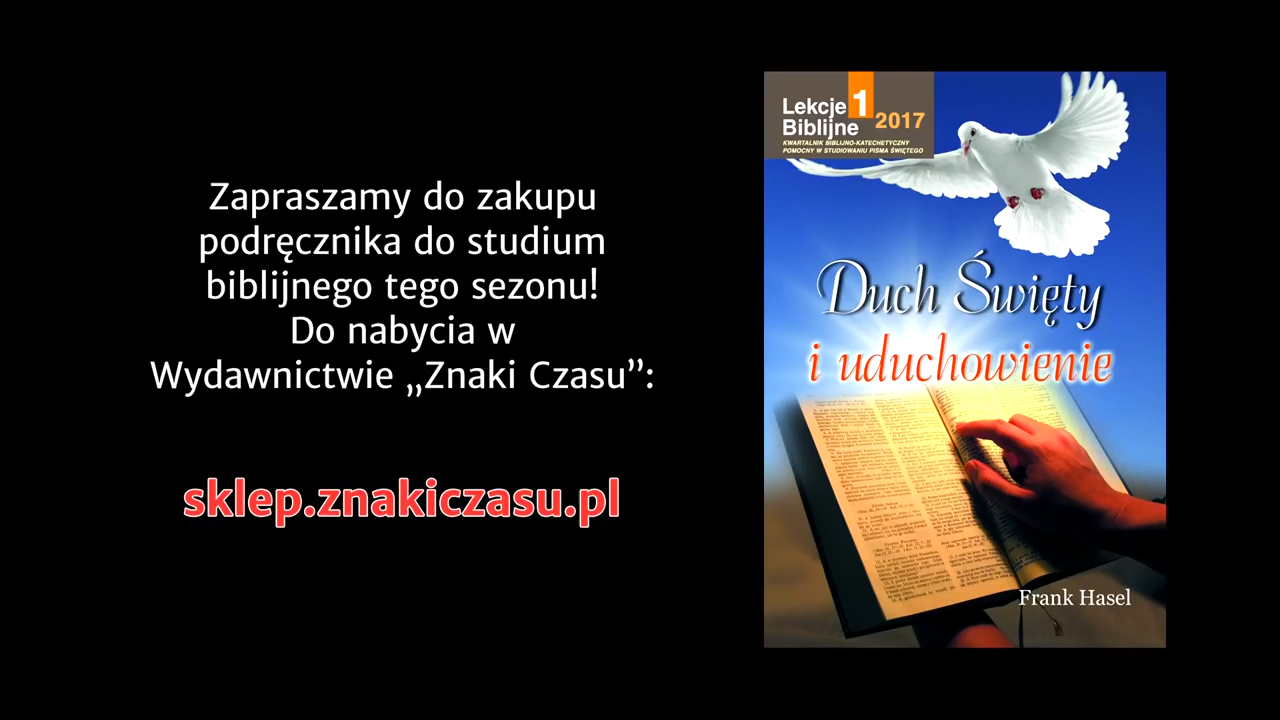 Zapraszamy do zakupu
podręcznika do studium
biblijnego tego sezonu!
Do nabycia w
Wydawnictwie „Znaki Czasu”:
sklep.znakiczasu.pl
Lekcje 1
Biblijne 2017
KWARTALNIK BIBLIJNO-KATECHETYCZNY
POMOCNY W STUDIOWANIU PISMA ŚWIĘTEGO
Duch Święty
i uduchowienie
Frank Hasel